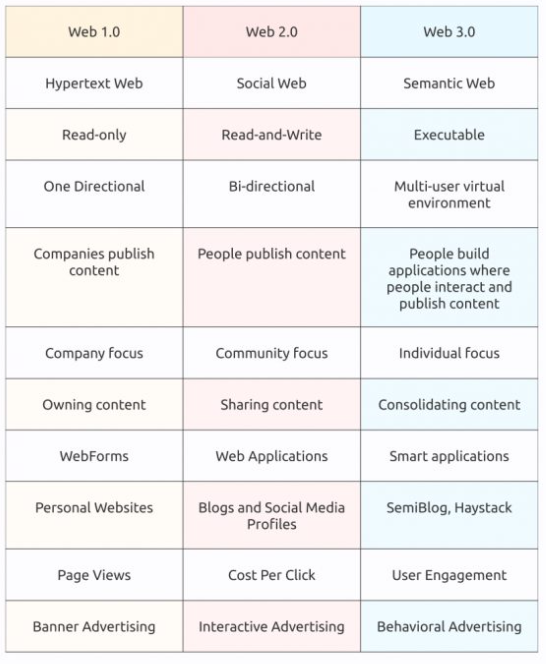 Web 1.0
Web 2.0
Web 3.0
Hypertext Web
Social Web
Semantic Web
Read-only
Read-and-Write
Executable
One Directional
Bi-directional
Multi-user virtual
environment
Companies publish
content
People publish content
People build
applications where
people interact and
publish content
Company focus
Community focus
Individual focus
Owning content
Sharing content
Consolidating content
WebForms
Web Applications
Smart applications
Personal Websites
Blogs and Social Media
Profiles
SemiBlog, Haystack
Page Views
Cost Per Click
User Engagement
Banner Advertising
Interactive Advertising
Behavioral Advertising